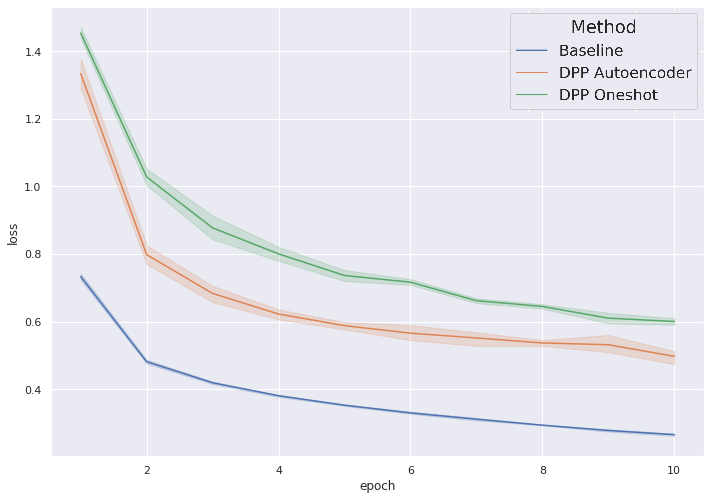 Method
Baseline
DPP Autoencoder
DPP Oneshot
1.4
1.2
1.0
0.8
0.6
0.4
loss
2 4 6 8 10
epoch